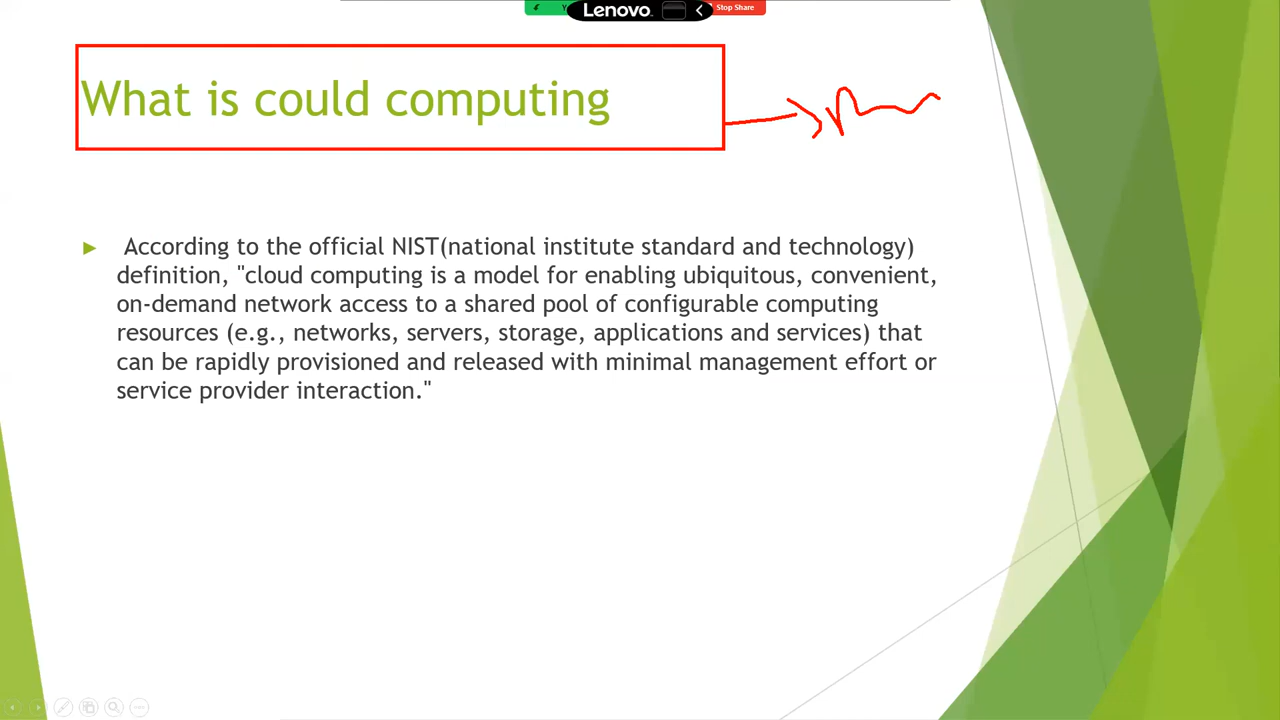 Lenovo
Stop Share
What is could computing
According to the official NIST(national institute standard and technology)
definition, "cloud computing is a model for enabling ubiquitous, convenient,
on-demand network access to a shared pool of configurable computing
resources (e.g., networks, servers, storage, applications and services) that
can be rapidly provisioned and released with minimal management effort or
service provider interaction."